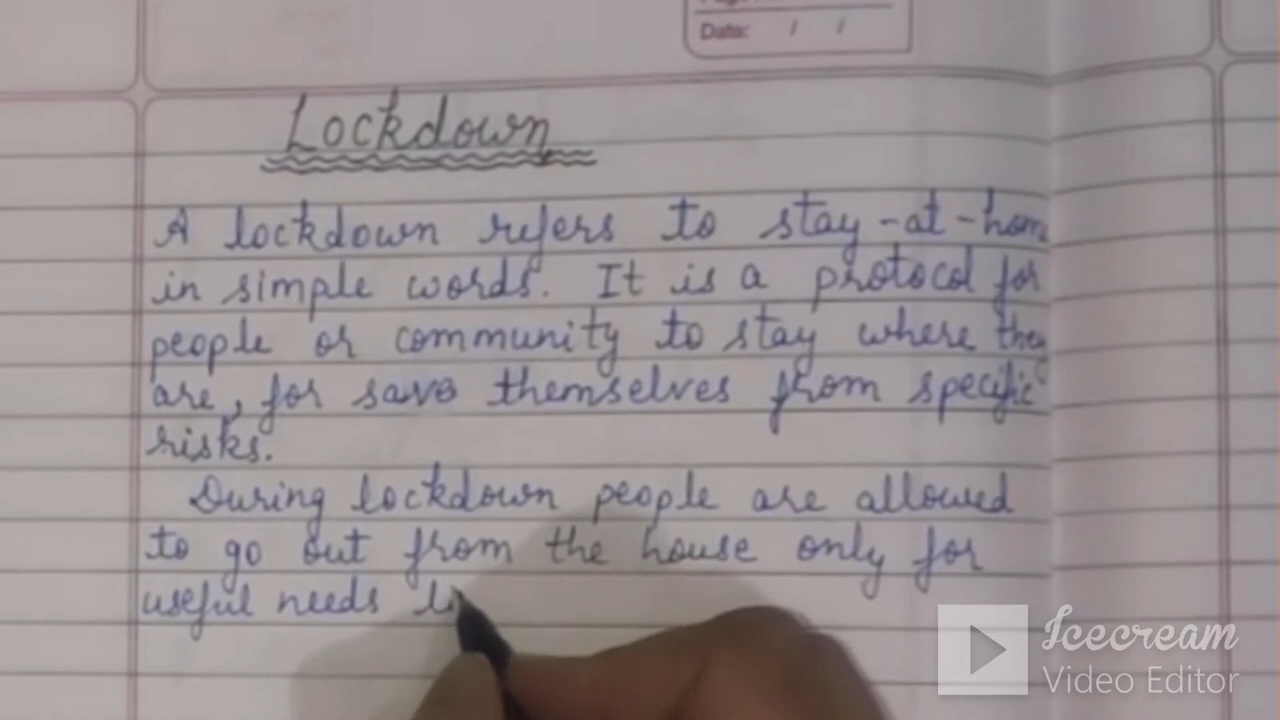 Date: / /
Lockdown
A lockdown refers to stay-at-hom
in simple words. It is a protocol for
people or community to stay where they
are, for save themselves from specific
risks.
During lockdown people are allowed
to go out from the house only for
useful needs
Icecream
Video Editor